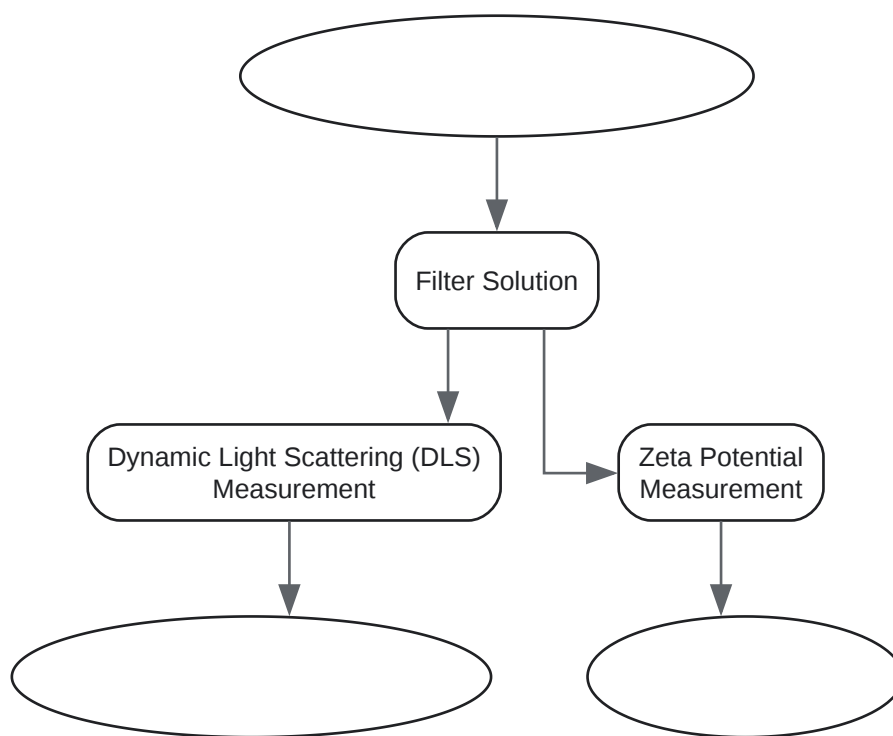 Filter Solution
Dynamic Light Scattering (DLS)
Measurement
Zeta Potential
Measurement